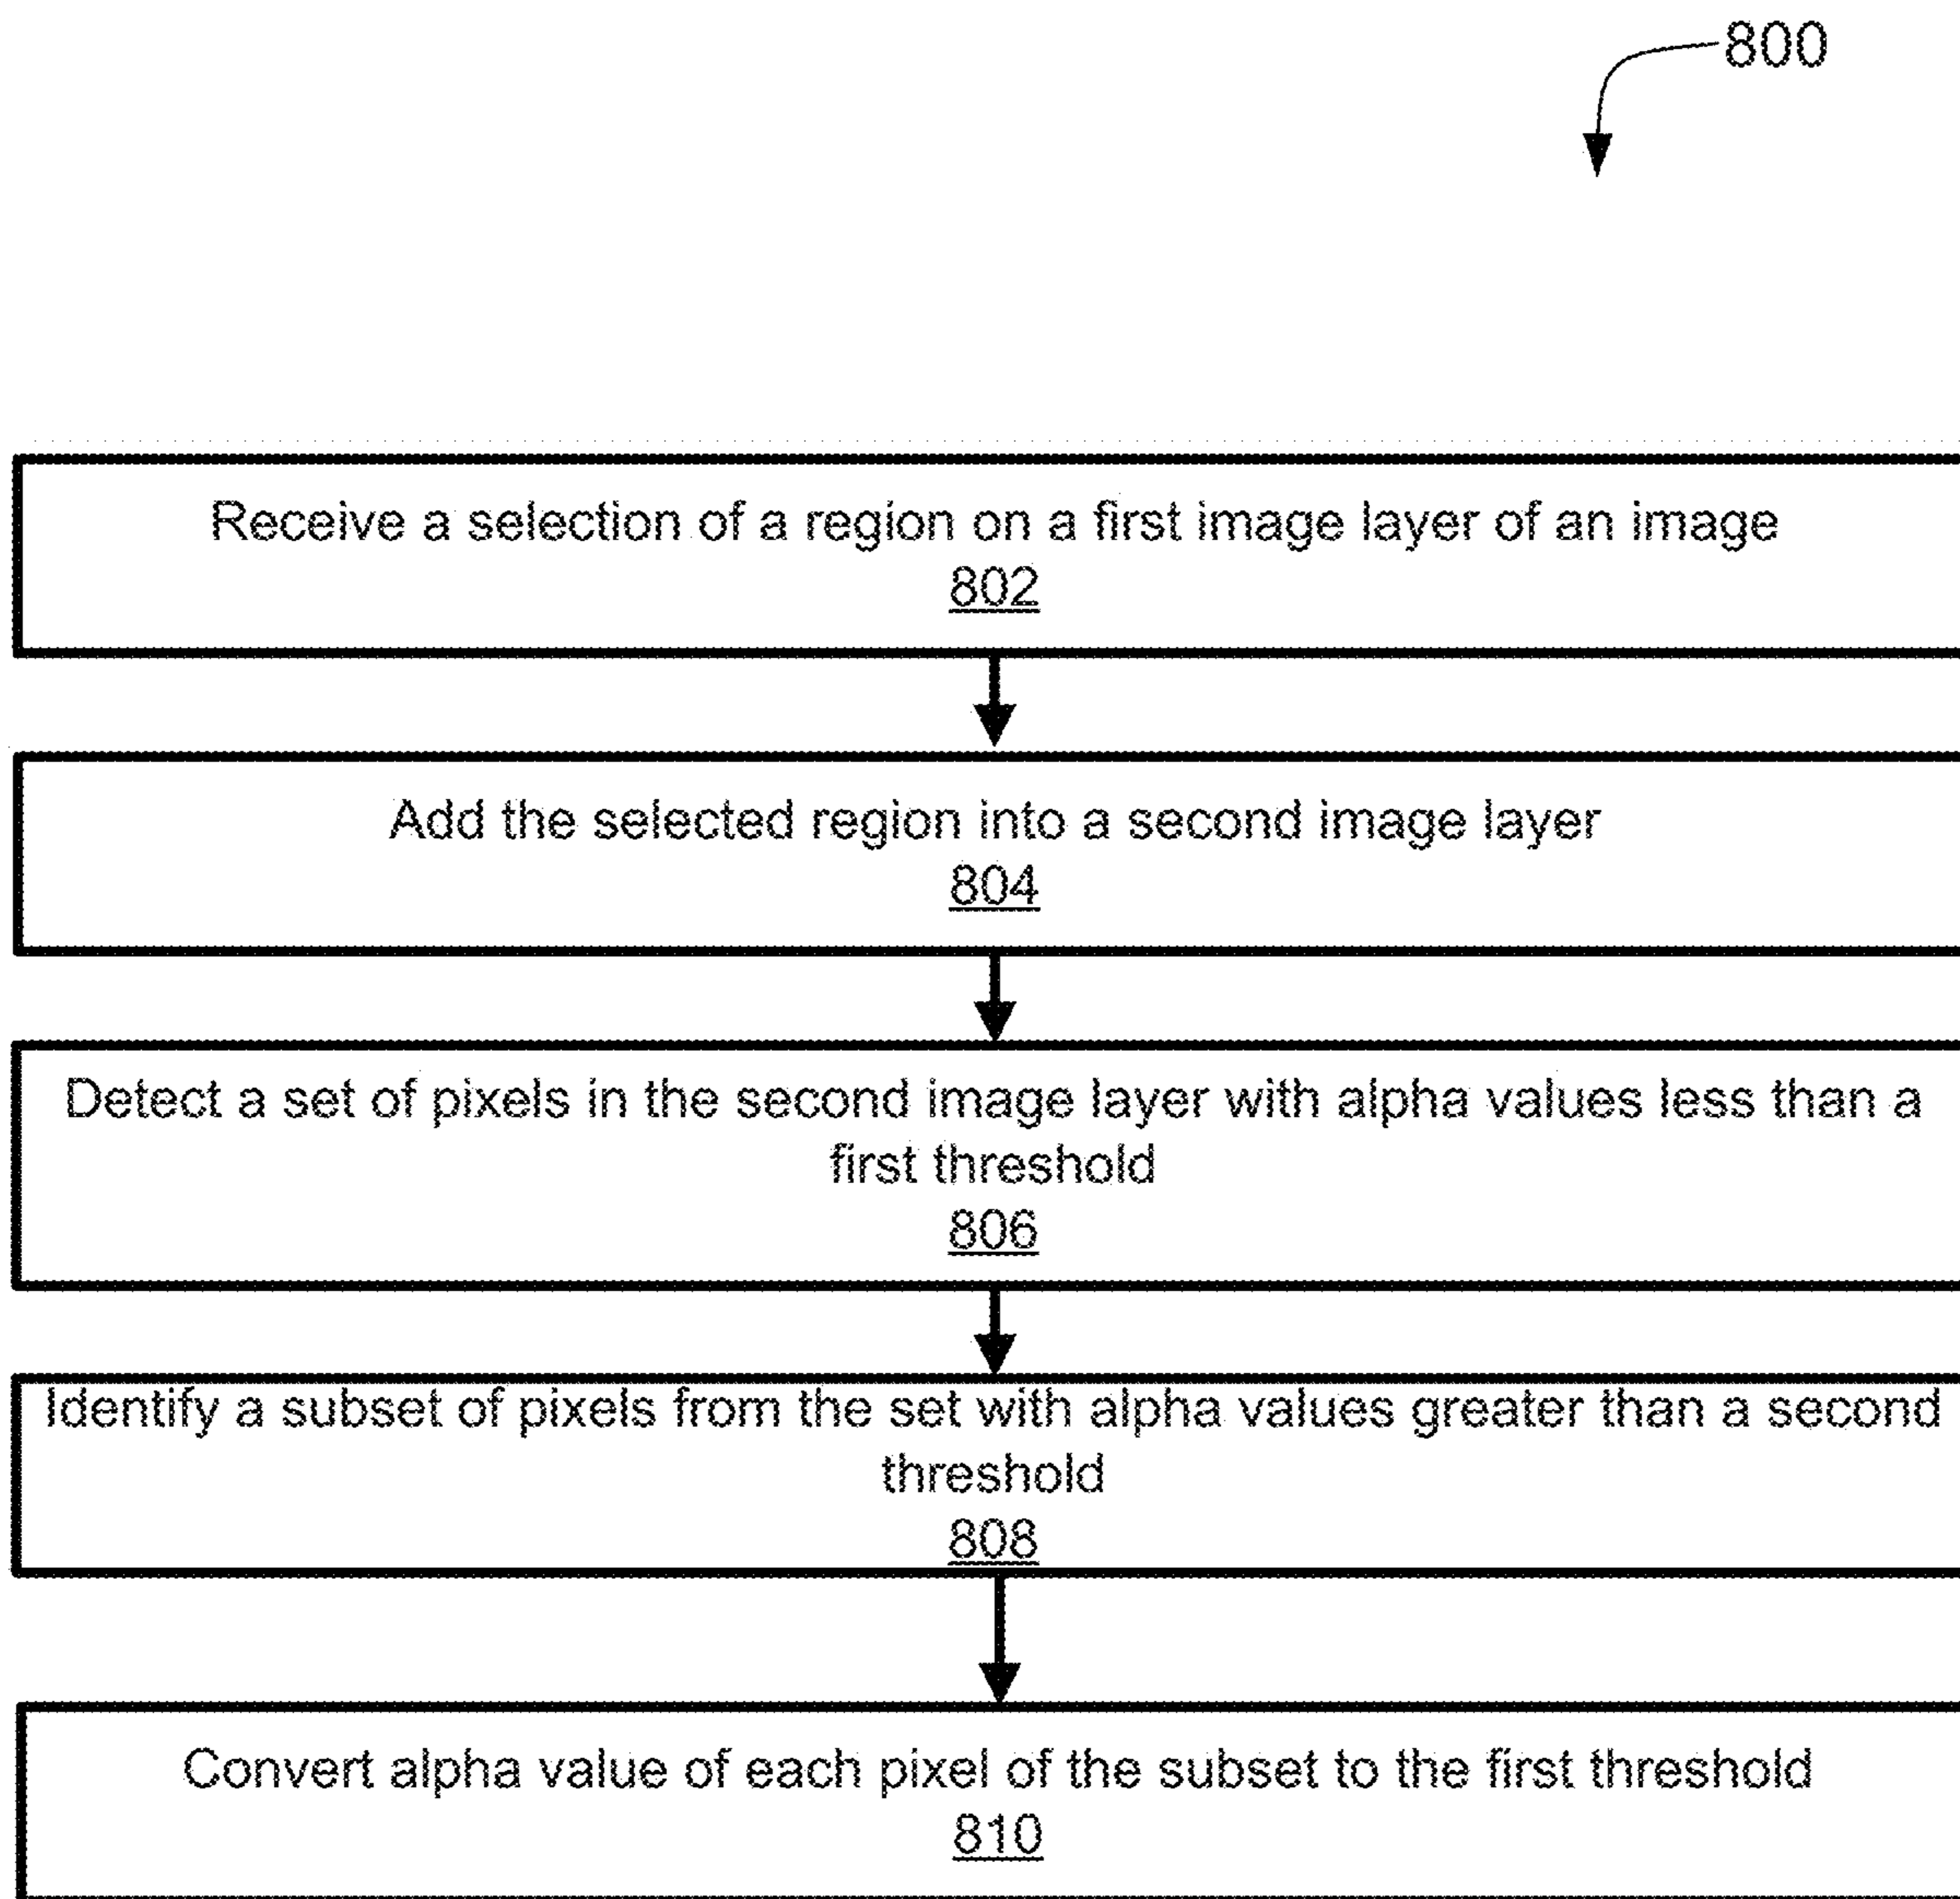 800
Receive a selection of a region on a first image layer of an image
802
Add the selected region into a second image layer
804
Detect a set of pixels in the second image layer with alpha values less than a
first threshold
806
Identify a subset of pixels from the set with alpha values greater than a second
threshold
808
Convert alpha value of each pixel of the subset to the first threshold
810